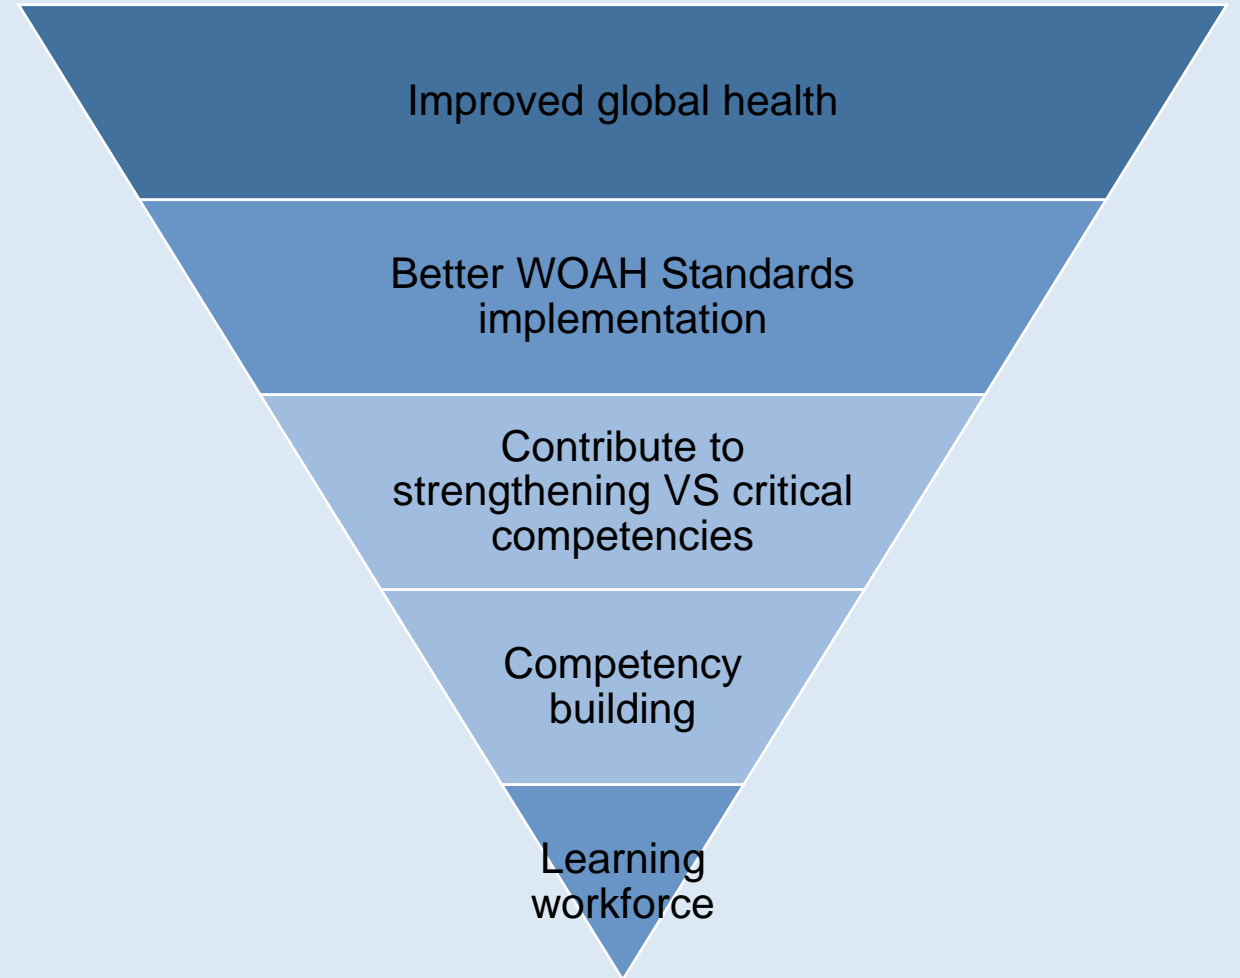 Improved global health
Better WOAH Standards
implementation
Contribute to
strengthening VS critical
competencies
Competency
building
Learning
workforce